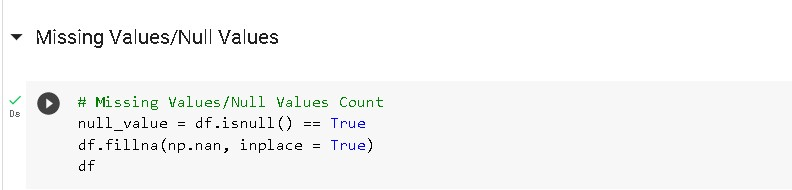 Missing Values/Null Values
# Missing Values/Null Values Count
0s
null_value = df.isnull() == True
df.fillna(np.nan, inplace = True)
df